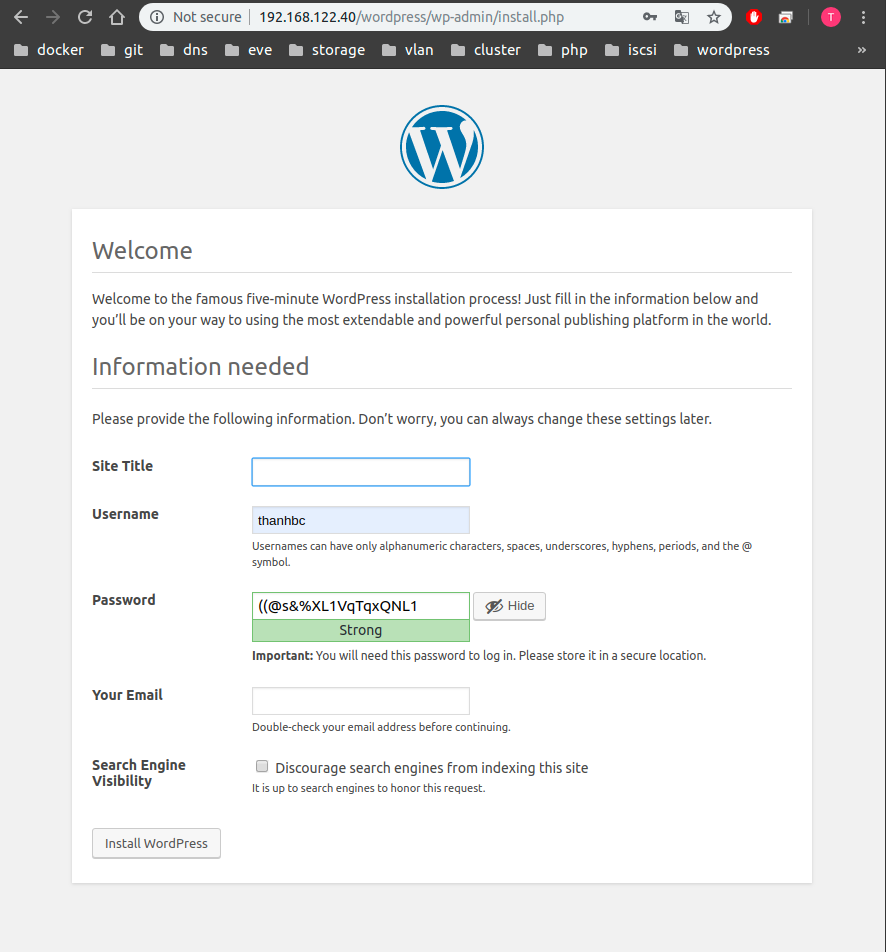 Not secure 192.168.122.40/wordpress/wp-admin/install.php T
docker git dns eve storage vlan cluster php iscsi wordpress »
W
Welcome
Welcome to the famous five-minute WordPress installation process! Just fill in the information below and
you’ll be on your way to using the most extendable and powerful personal publishing platform in the world.
Information needed
Please provide the following information. Don’t worry, you can always change these settings later.
Site Title
Username thanhbc
Usernames can have only alphanumeric characters, spaces, underscores, hyphens, periods, and the @
symbol.
Password ((@s&%XL1VqTqxQNL1 Hide
Strong
Important: You will need this password to log in. Please store it in a secure location.
Your Email
Double-check your email address before continuing.
Search Engine
Visibility
Discourage search engines from indexing this site
It is up to search engines to honor this request.
Install WordPress